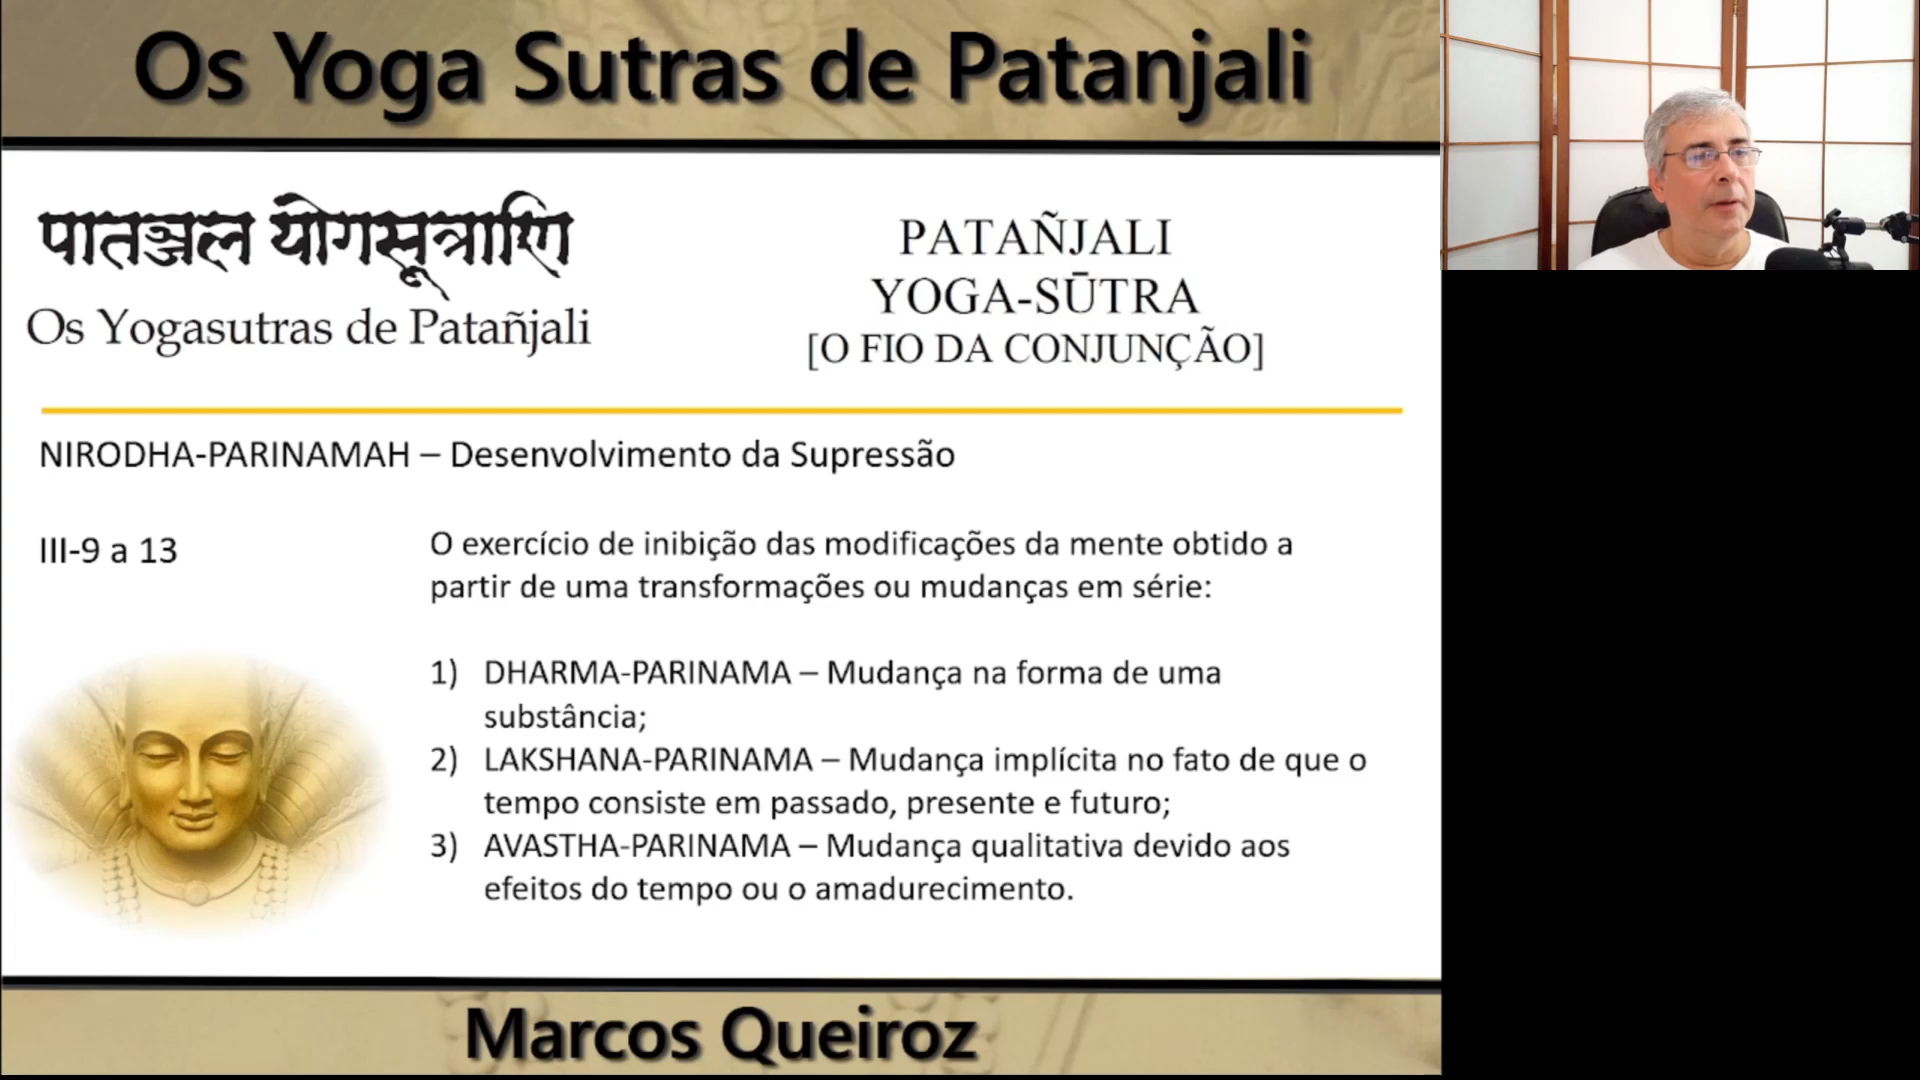 Os Yoga Sutras de Patanjali
पातञ्जल योगसूत्राणि
Os Yogasutras de Patañjali
PATAÑJALI
YOGA-SŪTRA
[O FIO DA CONJUNÇÃO]
NIRODHA-PARINAMAH – Desenvolvimento da Supressão
III-9 a 13
O exercício de inibição das modificações da mente obtido a
partir de uma transformações ou mudanças em série:
1) DHARMA-PARINAMA – Mudança na forma de uma
substância;
2) LAKSHANA-PARINAMA – Mudança implícita no fato de que o
tempo consiste em passado, presente e futuro;
3) AVASTHA-PARINAMA – Mudança qualitativa devido aos
efeitos do tempo ou o amadurecimento.
Marcos Queiroz